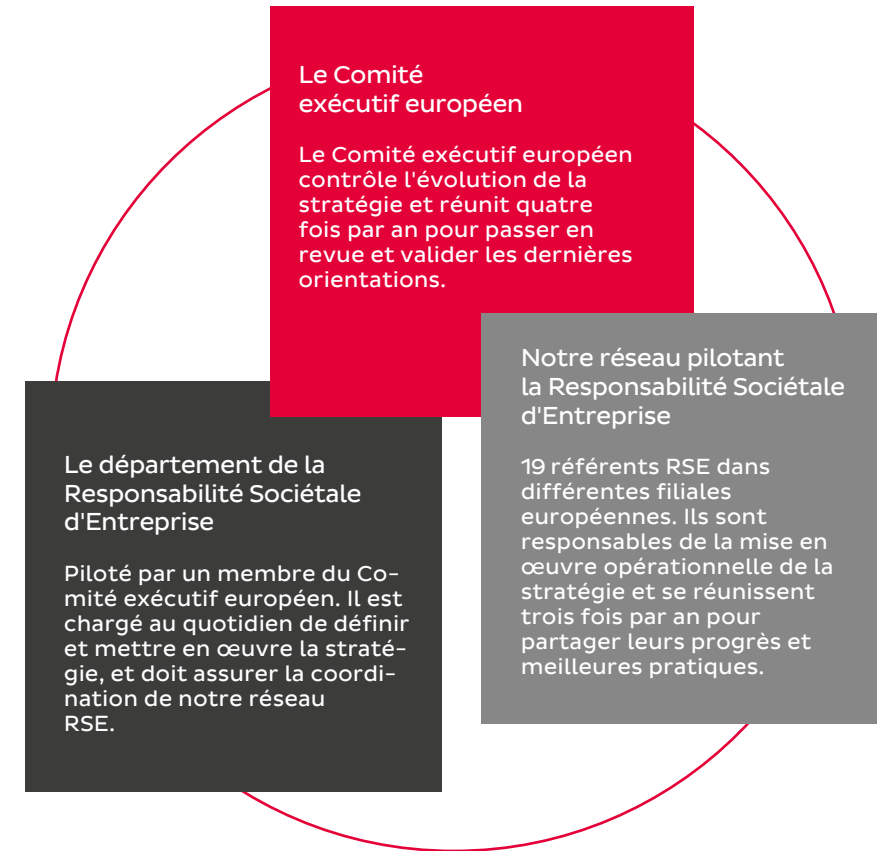 Le Comité
exécutif européen
Le Comité exécutif européen
contrôle l'évolution de la
stratégie et réunit quatre
fois par an pour passer en
revue et valider les dernières
orientations.
Notre réseau pilotant
la Responsabilité Sociétale
d'Entreprise
19 référents RSE dans
différentes filiales
européennes. Ils sont
responsables de la mise en
œuvre opérationnelle de la
stratégie et se réunissent
trois fois par an pour
partager leurs progrès et
meilleures pratiques.
Le département de la
Responsabilité Sociétale
d'Entreprise
Piloté par un membre du Co-
mité exécutif européen. Il est
chargé au quotidien de définir
et mettre en œuvre la straté-
gie, et doit assurer la coordi-
nation de notre réseau
RSE.